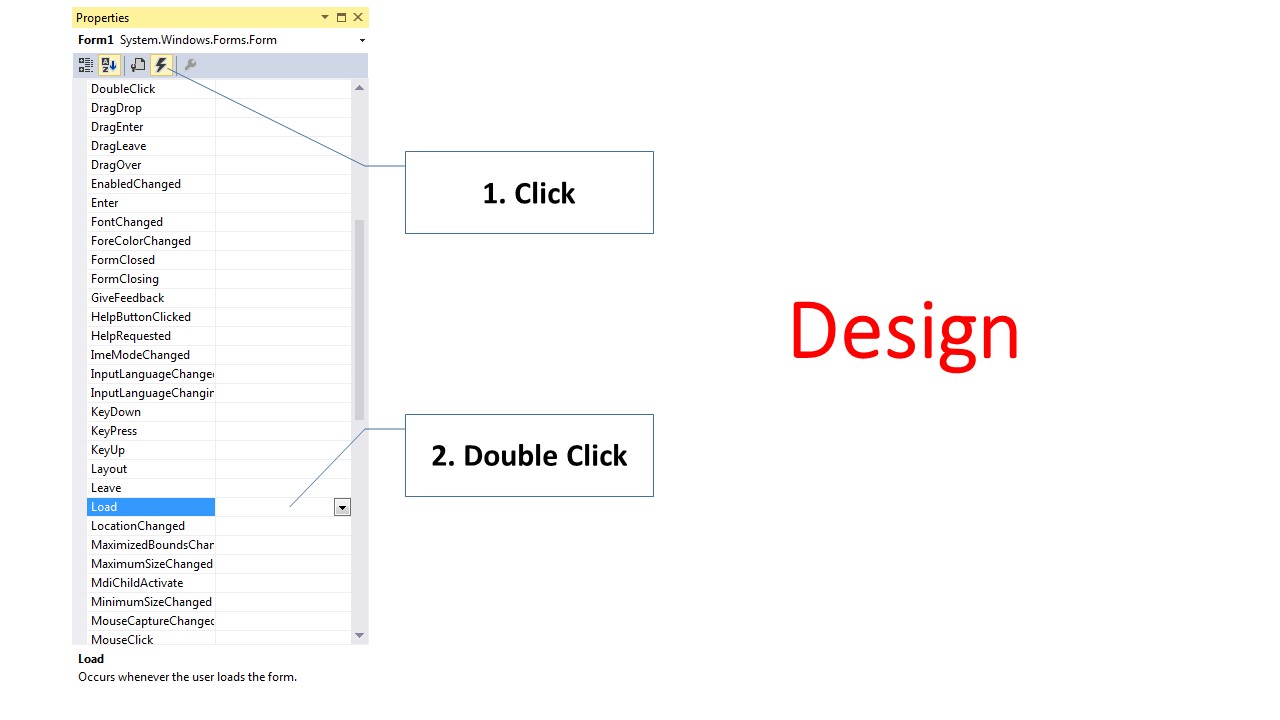 Properties
Form1 System.Windows.Forms.Form
DoubleClick
DragDrop
DragEnter
DragLeave
DragOver
EnabledChanged
Enter
FontChanged
ForeColorChanged
FormClosed
FormClosing
GiveFeedback
HelpButtonClicked
HelpRequested
ImeModeChanged
InputLanguageChanged
InputLanguageChangin
KeyDown
KeyPress
KeyUp
Layout
Leave
Load
LocationChanged
MaximizedBoundsChan
MaximumSizeChanged
MdiChildActivate
MinimumSizeChanged
MouseCaptureChanged
MouseClick
Load
Occurs whenever the user loads the form.
1. Click
2. Double Click
Design